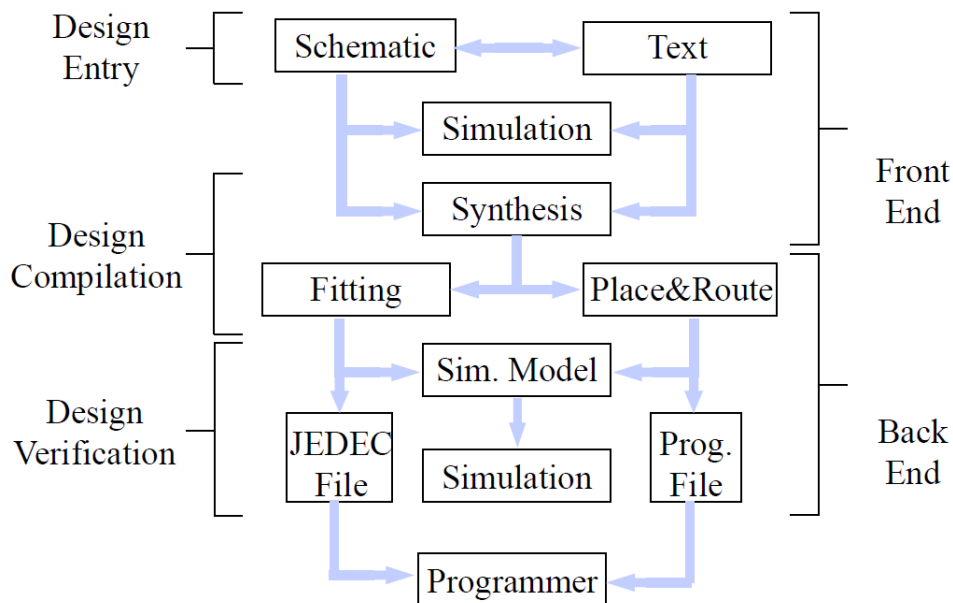 Design
Entry
Schematic
Text
Simulation
Front
End
Synthesis
Design
Compilation
Fitting
Place&Route
Sim. Model
Design
Verification
JEDEC
File
Simulation
Prog.
File
Back
End
Programmer